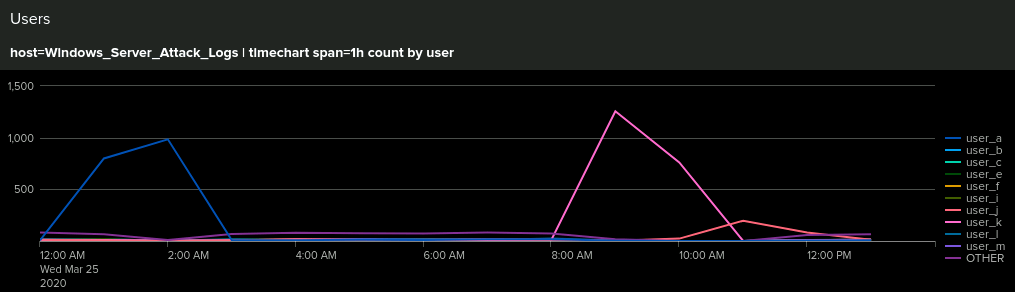 Users
host=Windows_Server_Attack_Logs | timechart span=1h count by user
1,500
1,000
500
12:00 AM
Wed Mar 25
2020
2:00 AM
4:00 AM
6:00 AM
8:00 AM
10:00 AM
12:00 PM
user_a
user_b
user_c
user_e
user_f
user_i
user_j
user_k
user_l
user_m
OTHER